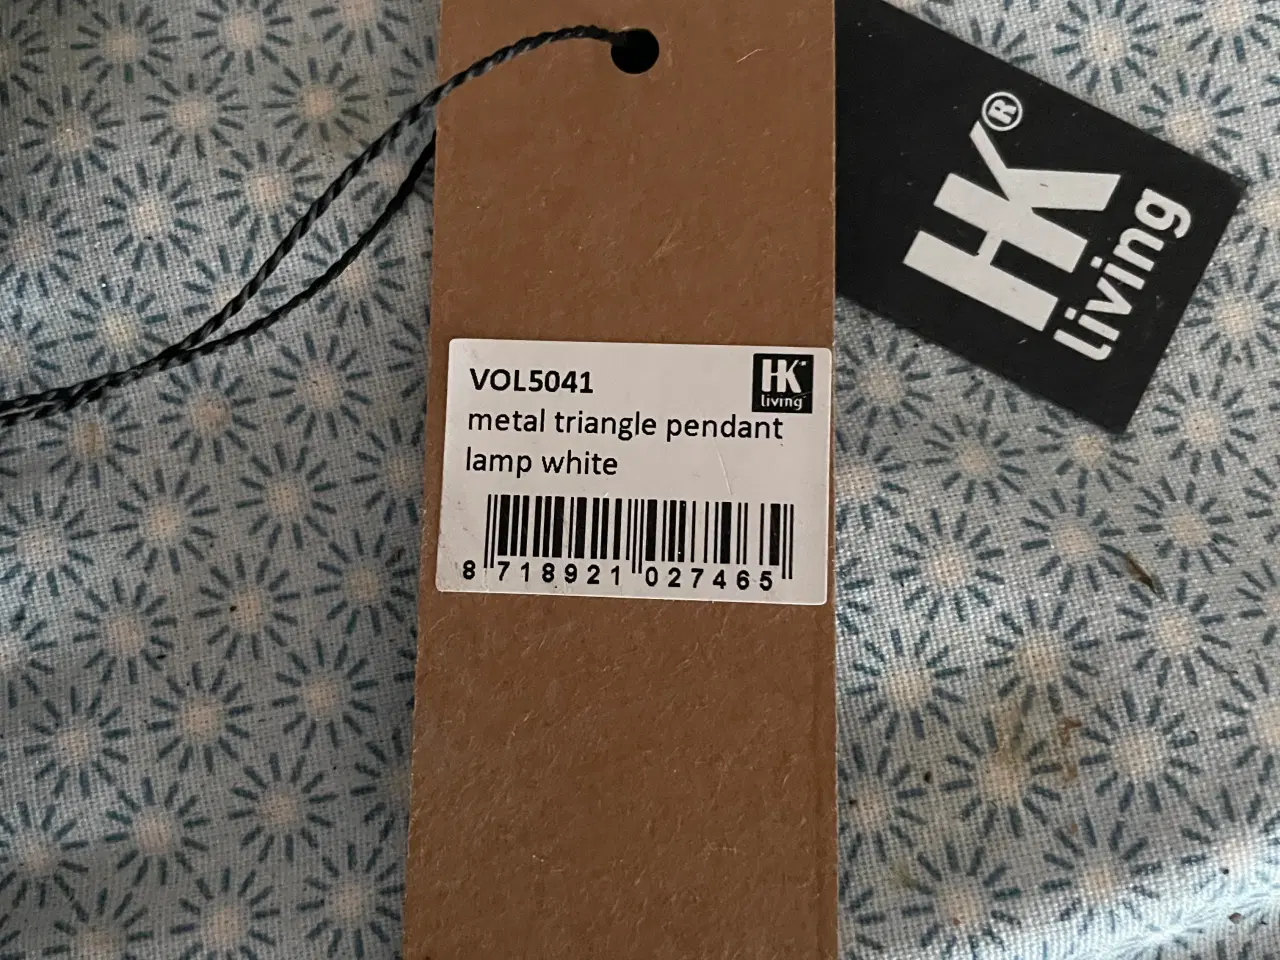 HK®
living
VOL5041
HK
living
metal triangle pendant
lamp white
8 718921 027465